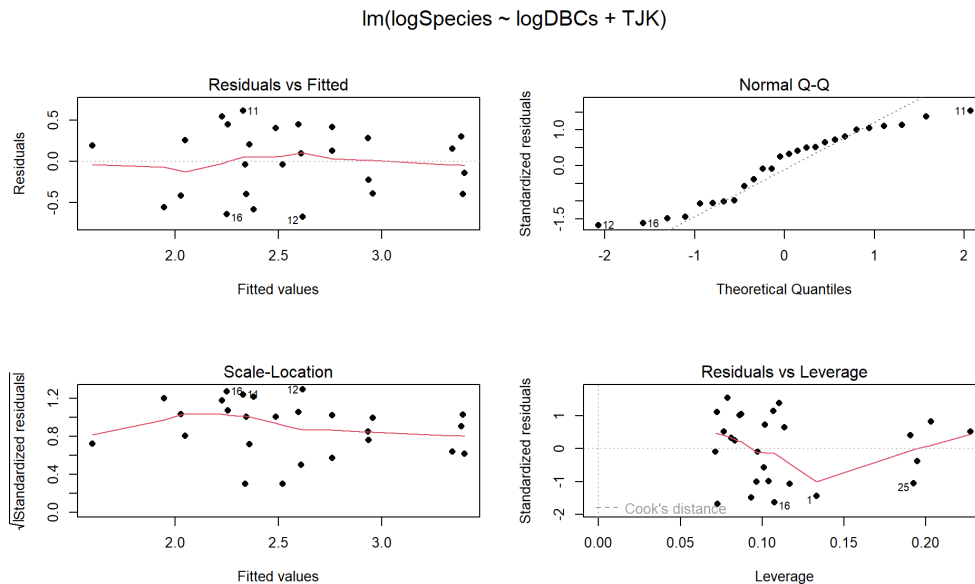 lm(logSpecies ~ logDBCs + TJK)
Residuals vs Fitted
Residuals
0.5
0.0
-0.5
11
16
12
2.0 2.5 3.0
Fitted values
Normal Q-Q
Standardized residuals
1.0
0.0
-1.5
11
12
16
-2 -1 0 1 2
Theoretical Quantiles
Scale-Location
√|Standardized residuals|
1.2
0.8
0.4
0.0
16
11
12
2.0 2.5 3.0
Fitted values
Residuals vs Leverage
Standardized residuals
1
0
-1
-2
1
16
25
Cook's distance
0.00 0.05 0.10 0.15 0.20
Leverage